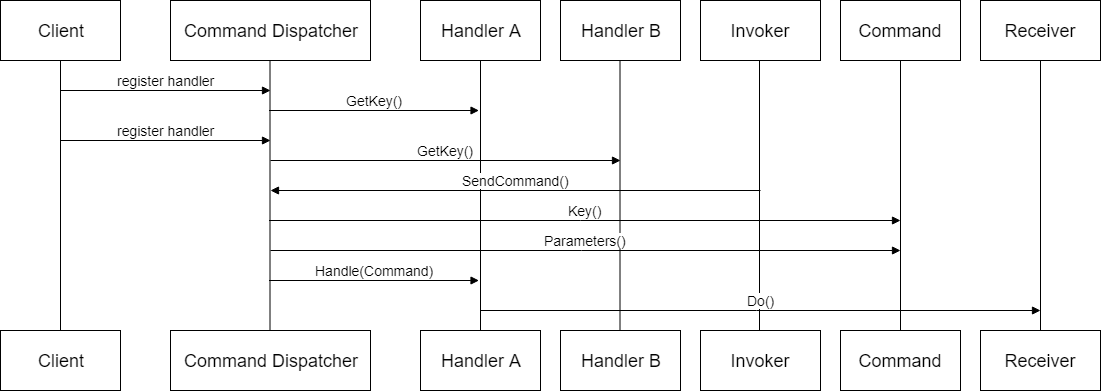 Client
Command Dispatcher
Handler A
Handler B
Invoker
Command
Receiver
register handler
GetKey()
register handler
GetKey()
SendCommand()
Key()
Parameters()
Handle(Command)
Do()
Client
Command Dispatcher
Handler A
Handler B
Invoker
Command
Receiver